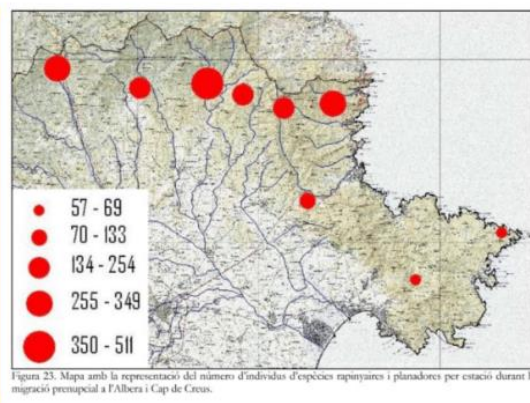 57 - 69
70 - 133
134 - 254
255 - 349
350 - 511
Figura 23. Mapa amb la representació del número d'individus d'espècies rapinyaires i planadores per estació durant
migració prenupcial a l'Albera i Cap de Creus.